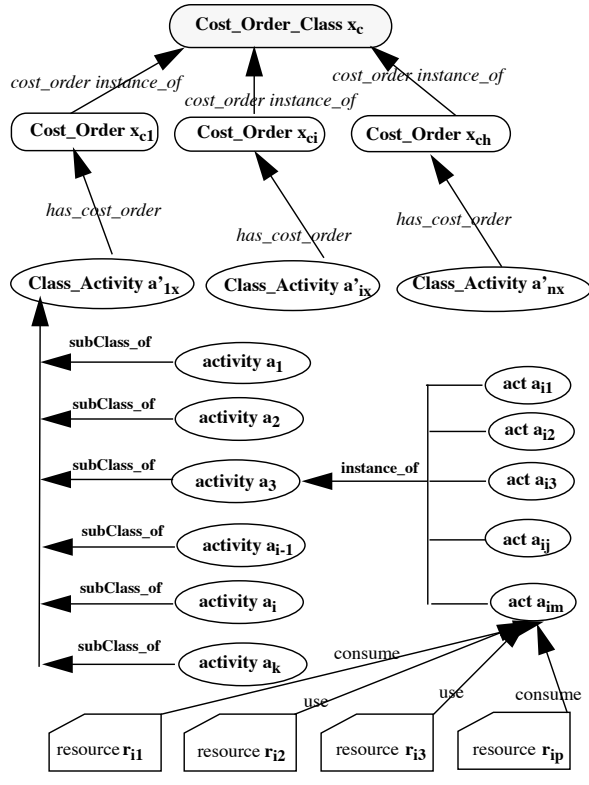 Cost_Order_Class x_c
cost_order instance_of
cost_order instance_of
cost_order instance_of
Cost_Order x_c1
Cost_Order x_ci
Cost_Order x_ch
has_cost_order
has_cost_order
has_cost_order
Class_Activity a'_1x
Class_Activity a'_ix
Class_Activity a'_nx
subClass_of
activity a_1
subClass_of
activity a_2
subClass_of
activity a_3
subClass_of
activity a_i-1
subClass_of
activity a_i
subClass_of
activity a_k
instance_of
act a_i1
act a_i2
act a_i3
act a_ij
act a_im
consume
use
use
consume
resource r_i1
resource r_i2
resource r_i3
resource r_ip